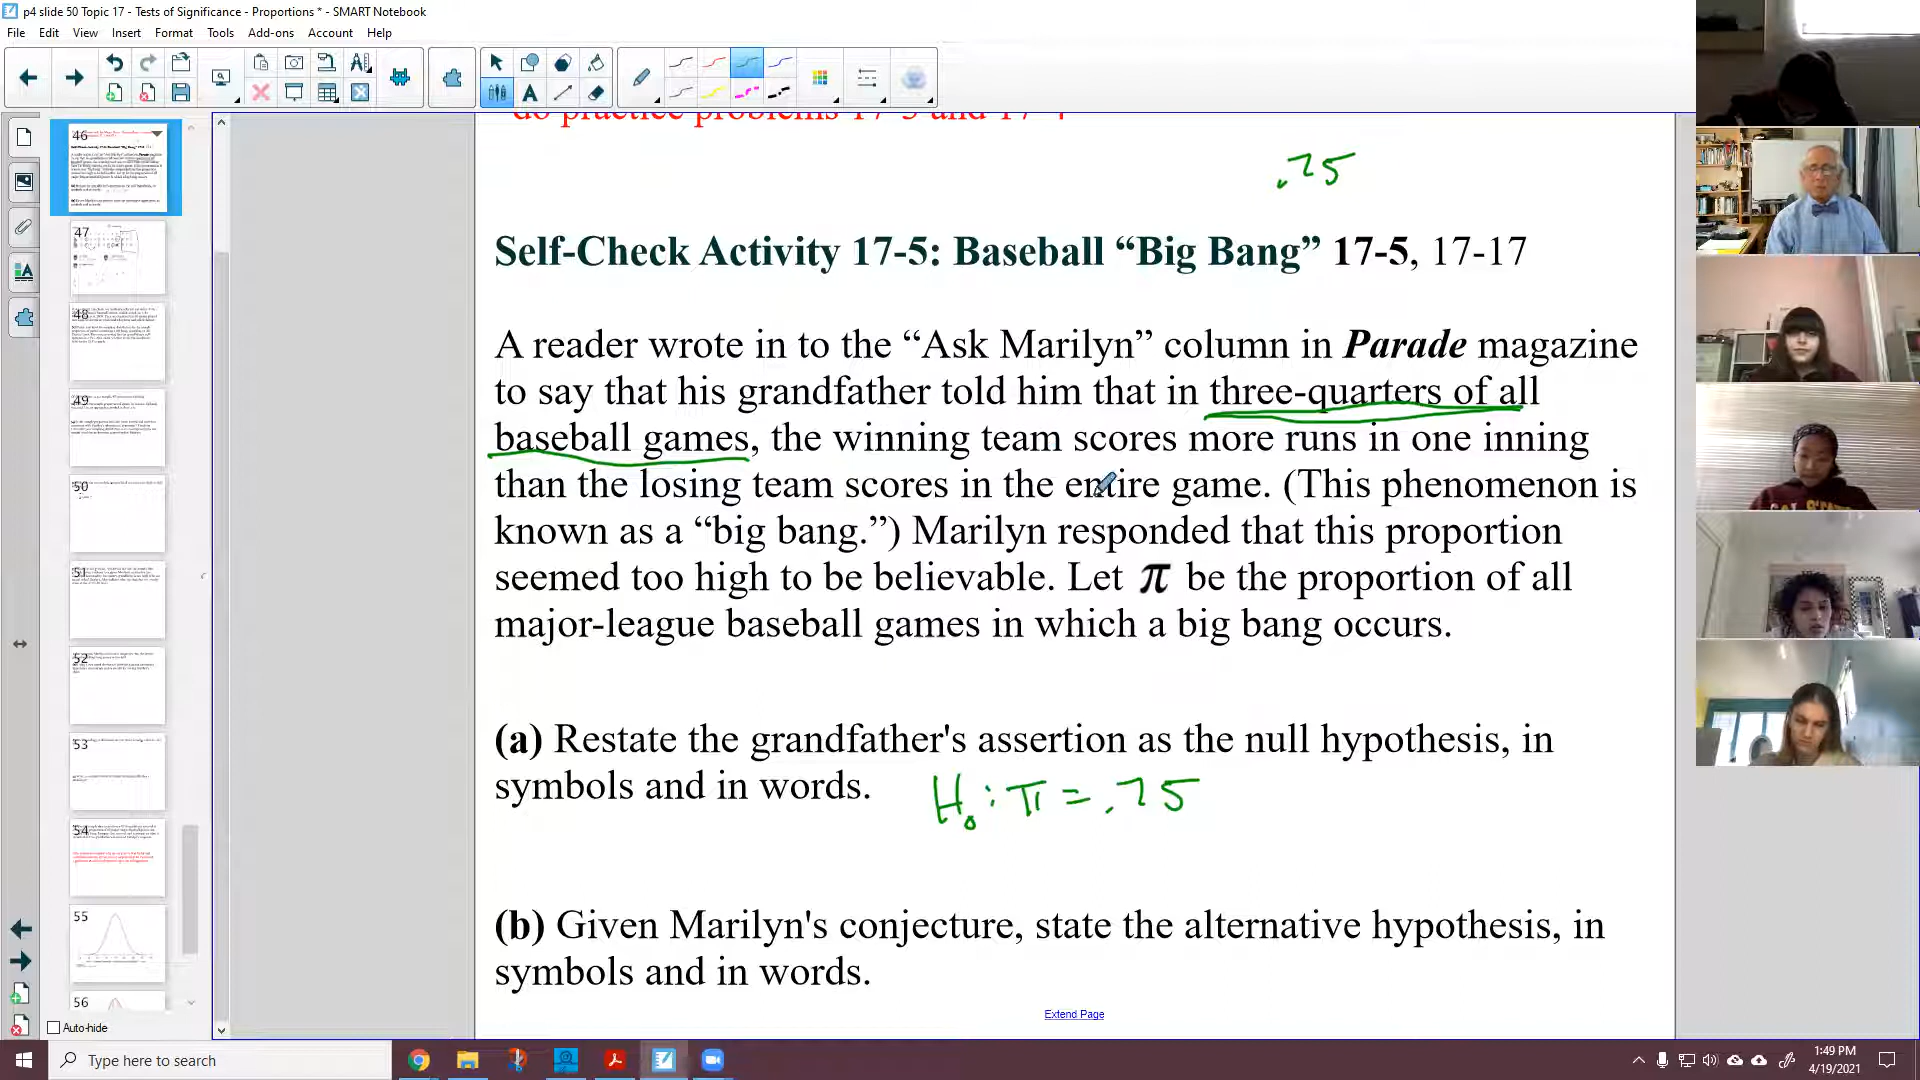 p4 slide 50 Topic 17 - Tests of Significance - Proportions * - SMART Notebook
File Edit View Insert Format Tools Add-ons Account Help
do practice problems 17-3 and 17-4
.75
Self-Check Activity 17-5: Baseball “Big Bang” 17-5, 17-17
A reader wrote in to the “Ask Marilyn” column in Parade magazine
to say that his grandfather told him that in three-quarters of all
baseball games, the winning team scores more runs in one inning
than the losing team scores in the entire game. (This phenomenon is
known as a “big bang.”) Marilyn responded that this proportion
seemed too high to be believable. Let π be the proportion of all
major-league baseball games in which a big bang occurs.
(a) Restate the grandfather's assertion as the null hypothesis, in
symbols and in words.
H₀: π = .75
(b) Given Marilyn's conjecture, state the alternative hypothesis, in
symbols and in words.
Extend Page
46
47
48
49
50
51
52
53
54
55
56
Auto-hide
Type here to search
1:49 PM
4/19/2021